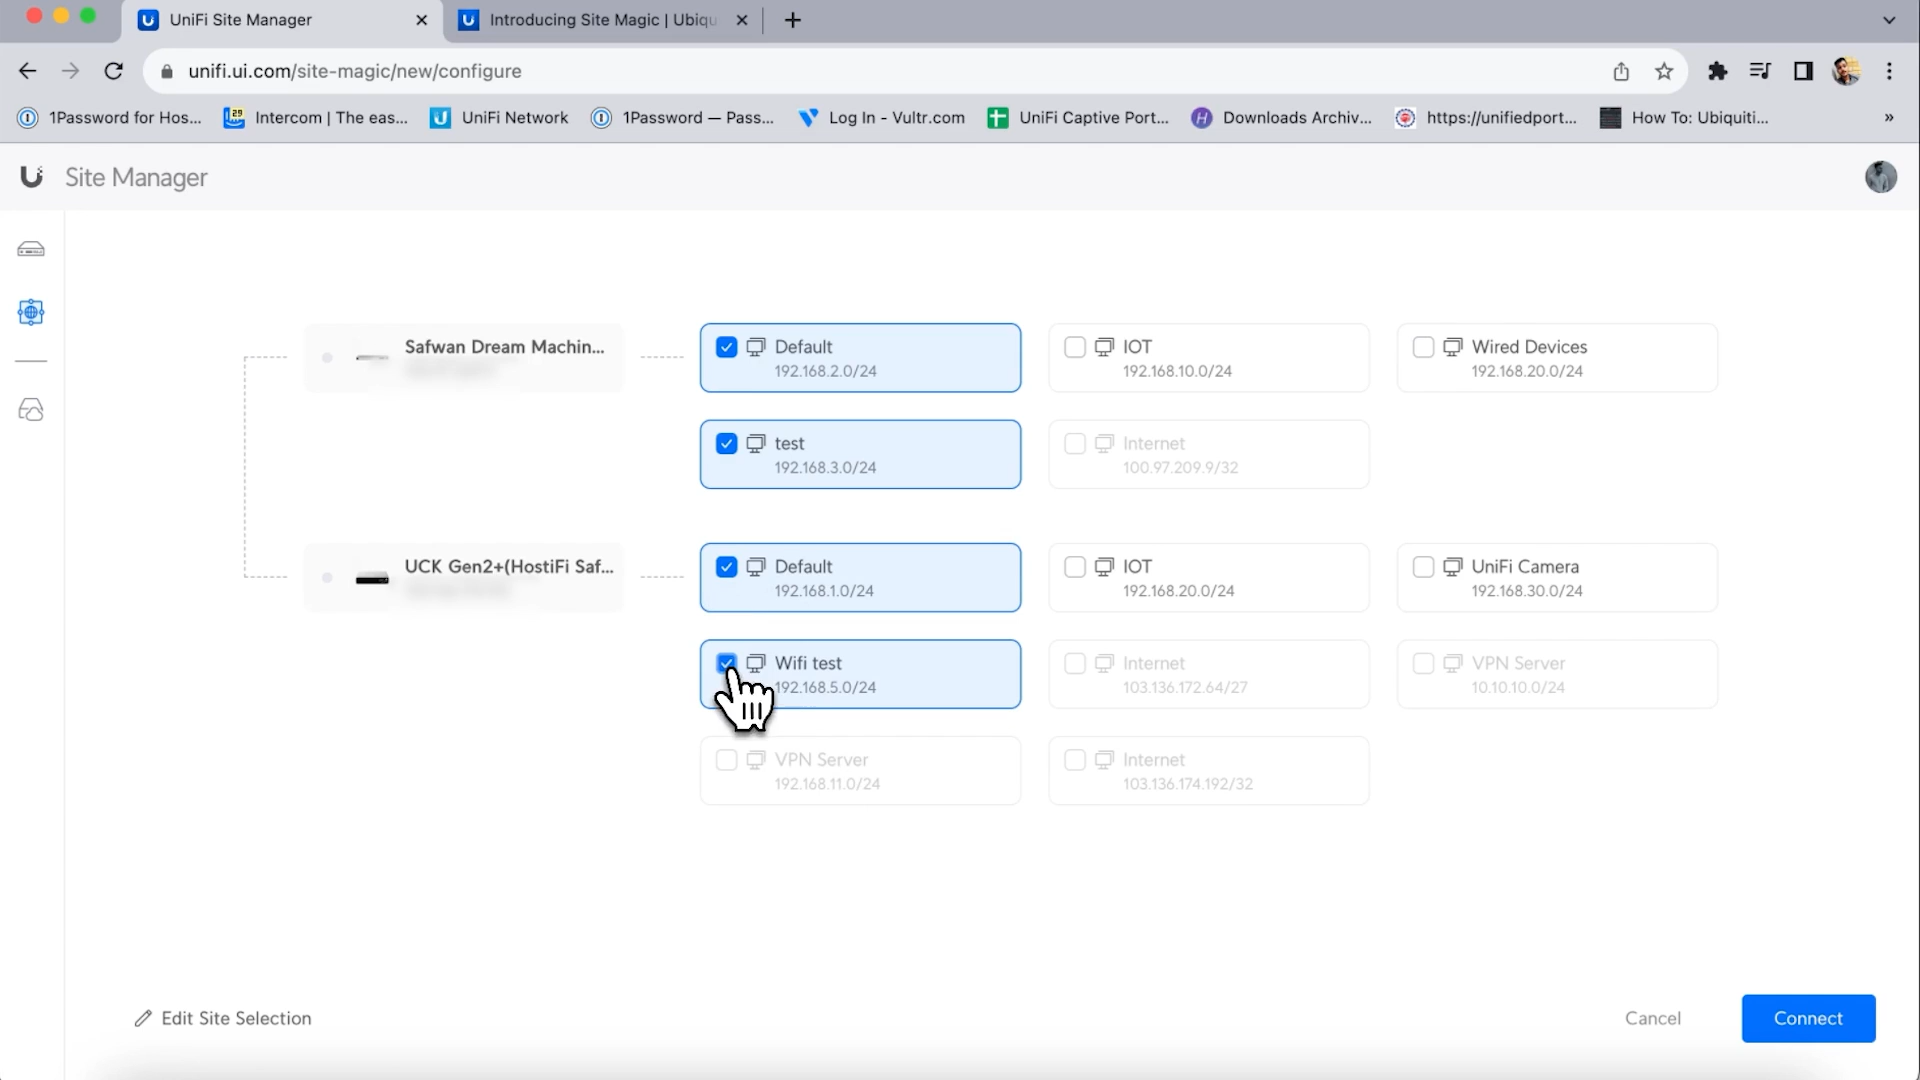 UniFi Site Manager
Introducing Site Magic | Ubiqu
unifi.ui.com/site-magic/new/configure
1Password for Hos...
Intercom | The eas...
UniFi Network
1Password — Pass...
Log In - Vultr.com
UniFi Captive Port...
Downloads Archiv...
https://unifiedport...
How To: Ubiquiti...
»
Site Manager
Safwan Dream Machin...
Default
192.168.2.0/24
IOT
192.168.10.0/24
Wired Devices
192.168.20.0/24
test
192.168.3.0/24
Internet
100.97.209.9/32
UCK Gen2+(HostiFi Saf...
Default
192.168.1.0/24
IOT
192.168.20.0/24
UniFi Camera
192.168.30.0/24
Wifi test
192.168.5.0/24
Internet
103.136.172.64/27
VPN Server
10.10.10.0/24
VPN Server
192.168.11.0/24
Internet
103.136.174.192/32
Edit Site Selection
Cancel
Connect